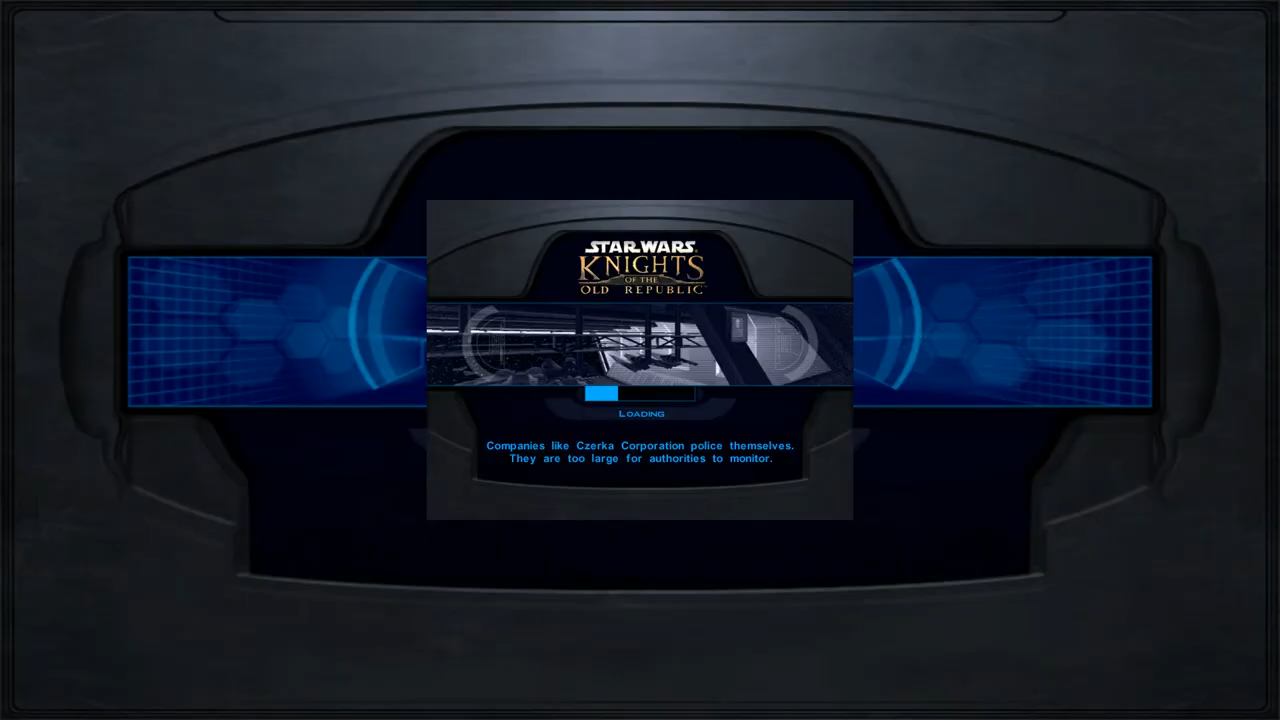 STAR WARS
KNIGHTS
OF THE
OLD REPUBLIC
LOADING
Companies like Czerka Corporation police themselves.
They are too large for authorities to monitor.